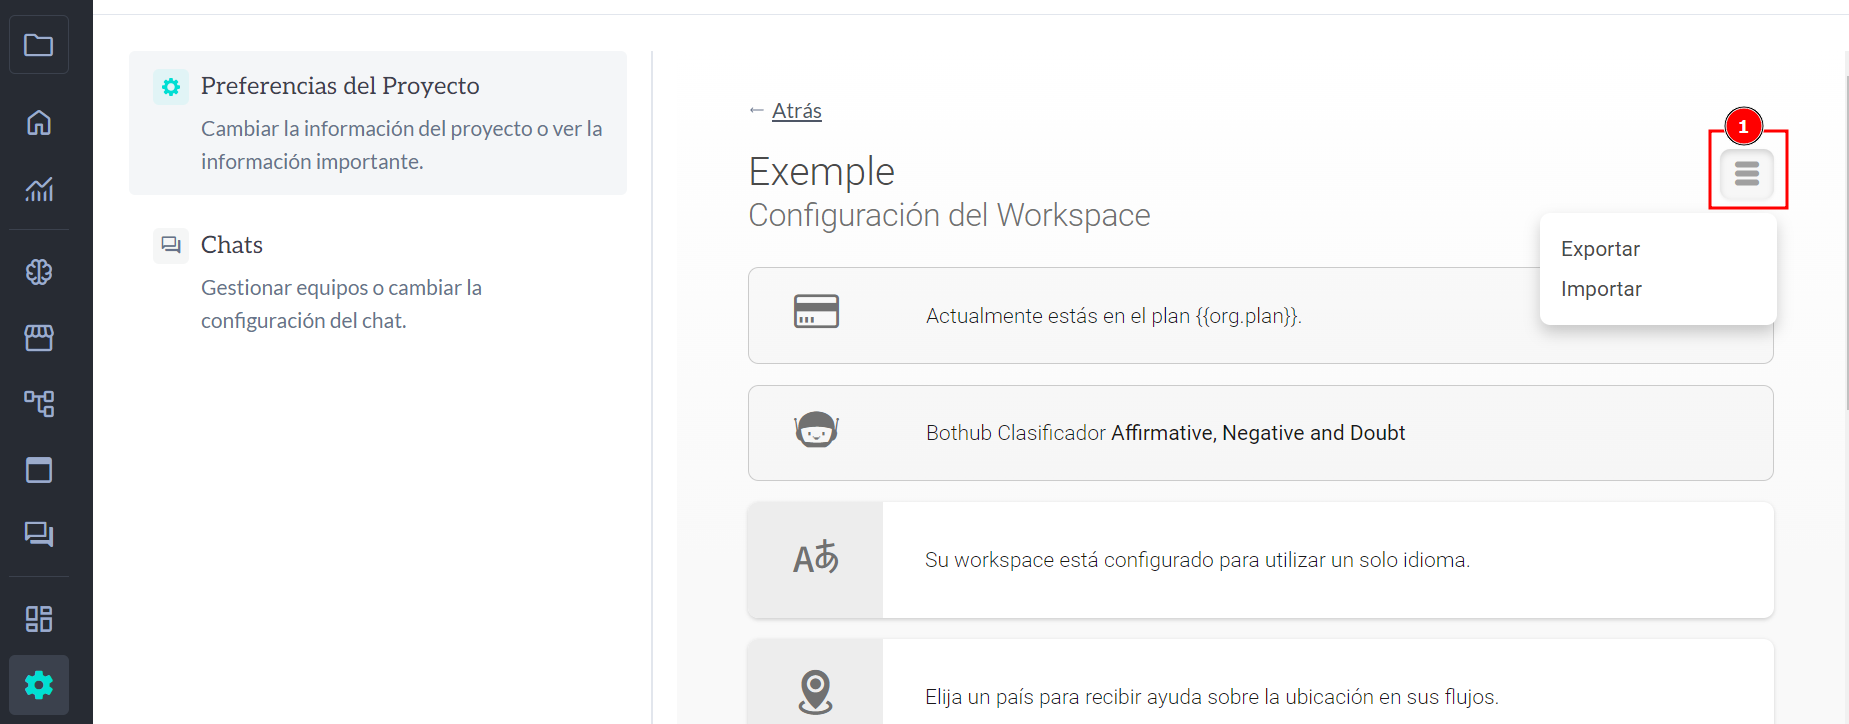 Preferencias del Proyecto
Cambiar la información del proyecto o ver la
información importante.
Chats
Gestionar equipos o cambiar la
configuración del chat.
← Atrás
1
Exemple
Configuración del Workspace
Exportar
Importar
Actualmente estás en el plan {{org.plan}}.
Bothub Clasificador Affirmative, Negative and Doubt
Aあ
Su workspace está configurado para utilizar un solo idioma.
Elija un país para recibir ayuda sobre la ubicación en sus flujos.